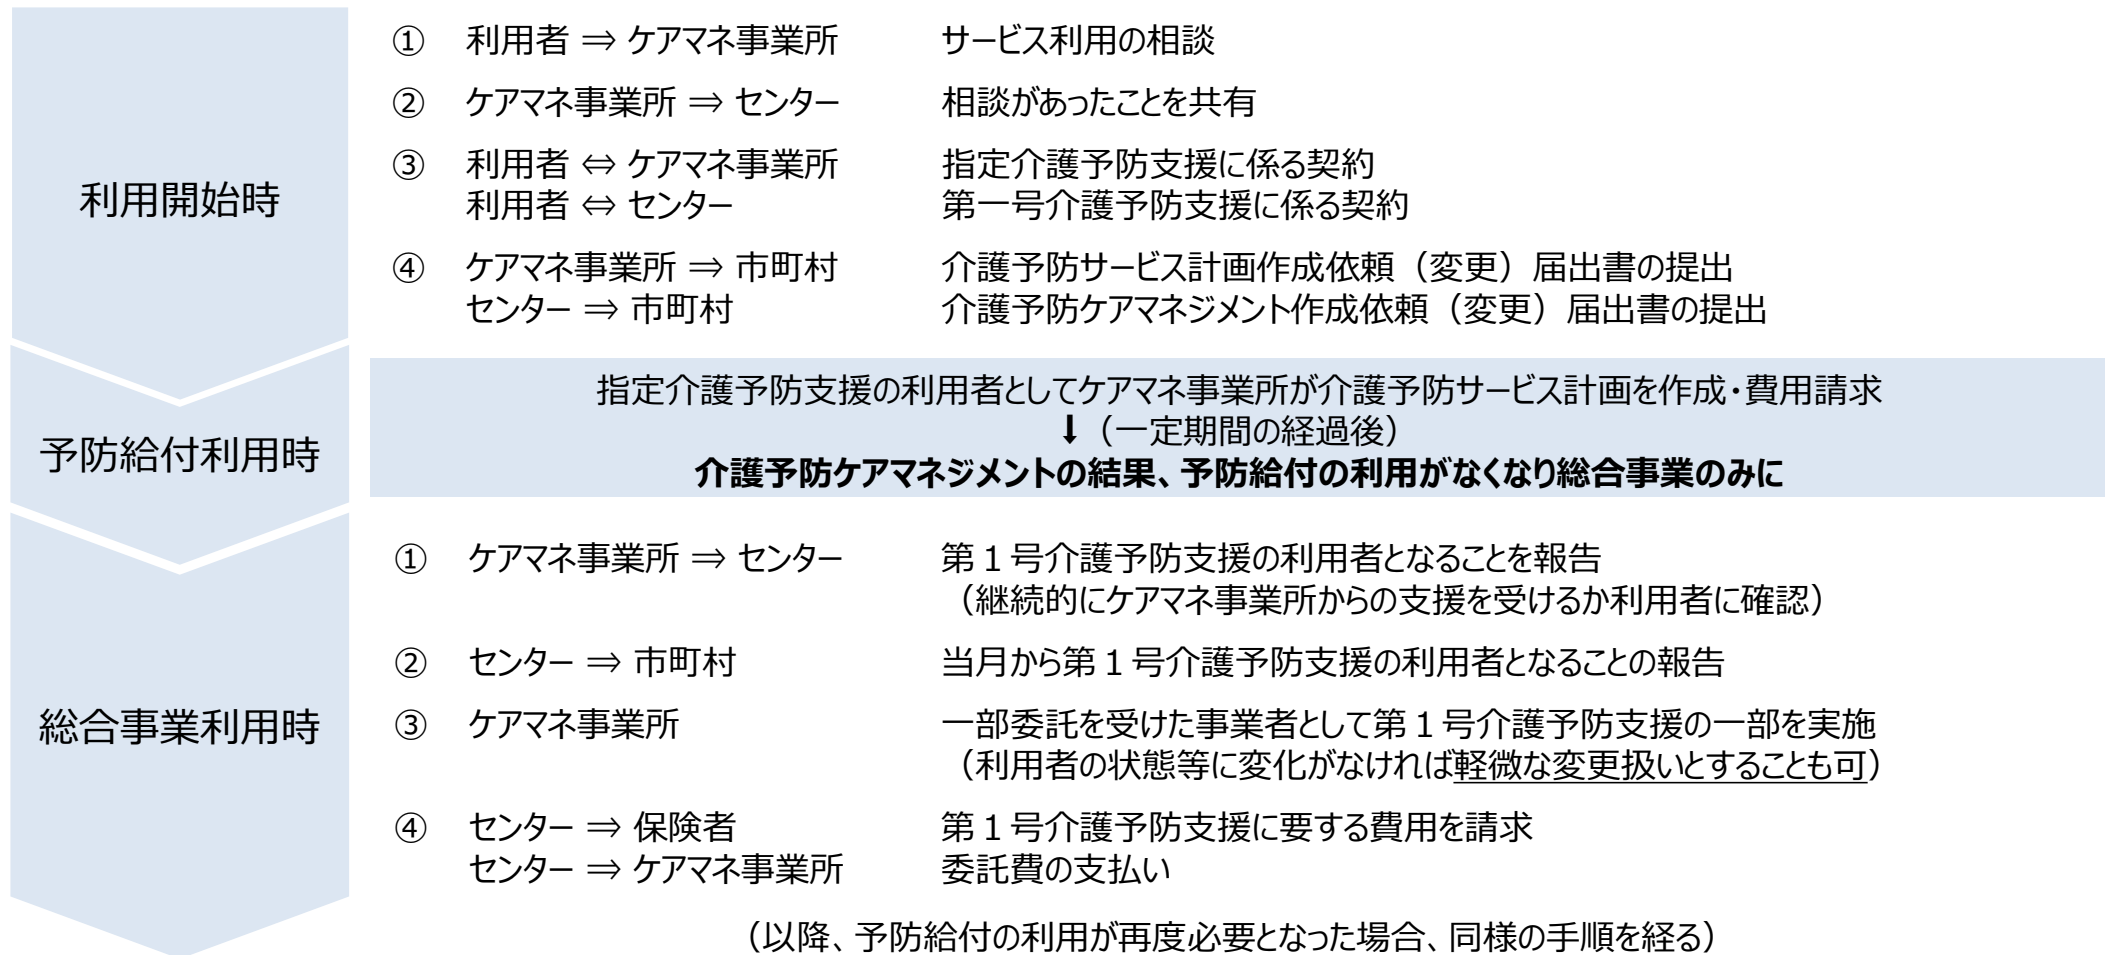 利用開始時
① 利用者 ⇒ ケアマネ事業所 サービス利用の相談
② ケアマネ事業所 ⇒ センター 相談があったことを共有
③ 利用者 ⇔ ケアマネ事業所 指定介護予防支援に係る契約
利用者 ⇔ センター 第一号介護予防支援に係る契約
④ ケアマネ事業所 ⇒ 市町村 介護予防サービス計画作成依頼（変更）届出書の提出
センター ⇒ 市町村 介護予防ケアマネジメント作成依頼（変更）届出書の提出
予防給付利用時
指定介護予防支援の利用者としてケアマネ事業所が介護予防サービス計画を作成・費用請求
⬇（一定期間の経過後）
介護予防ケアマネジメントの結果、予防給付の利用がなくなり総合事業のみに
総合事業利用時
① ケアマネ事業所 ⇒ センター 第１号介護予防支援の利用者となることを報告
（継続的にケアマネ事業所からの支援を受けるか利用者に確認）
② センター ⇒ 市町村 当月から第１号介護予防支援の利用者となることの報告
③ ケアマネ事業所 一部委託を受けた事業者として第１号介護予防支援の一部を実施
（利用者の状態等に変化がなければ軽微な変更扱いとすることも可）
④ センター ⇒ 保険者 第１号介護予防支援に要する費用を請求
センター ⇒ ケアマネ事業所 委託費の支払い
（以降、予防給付の利用が再度必要となった場合、同様の手順を経る）